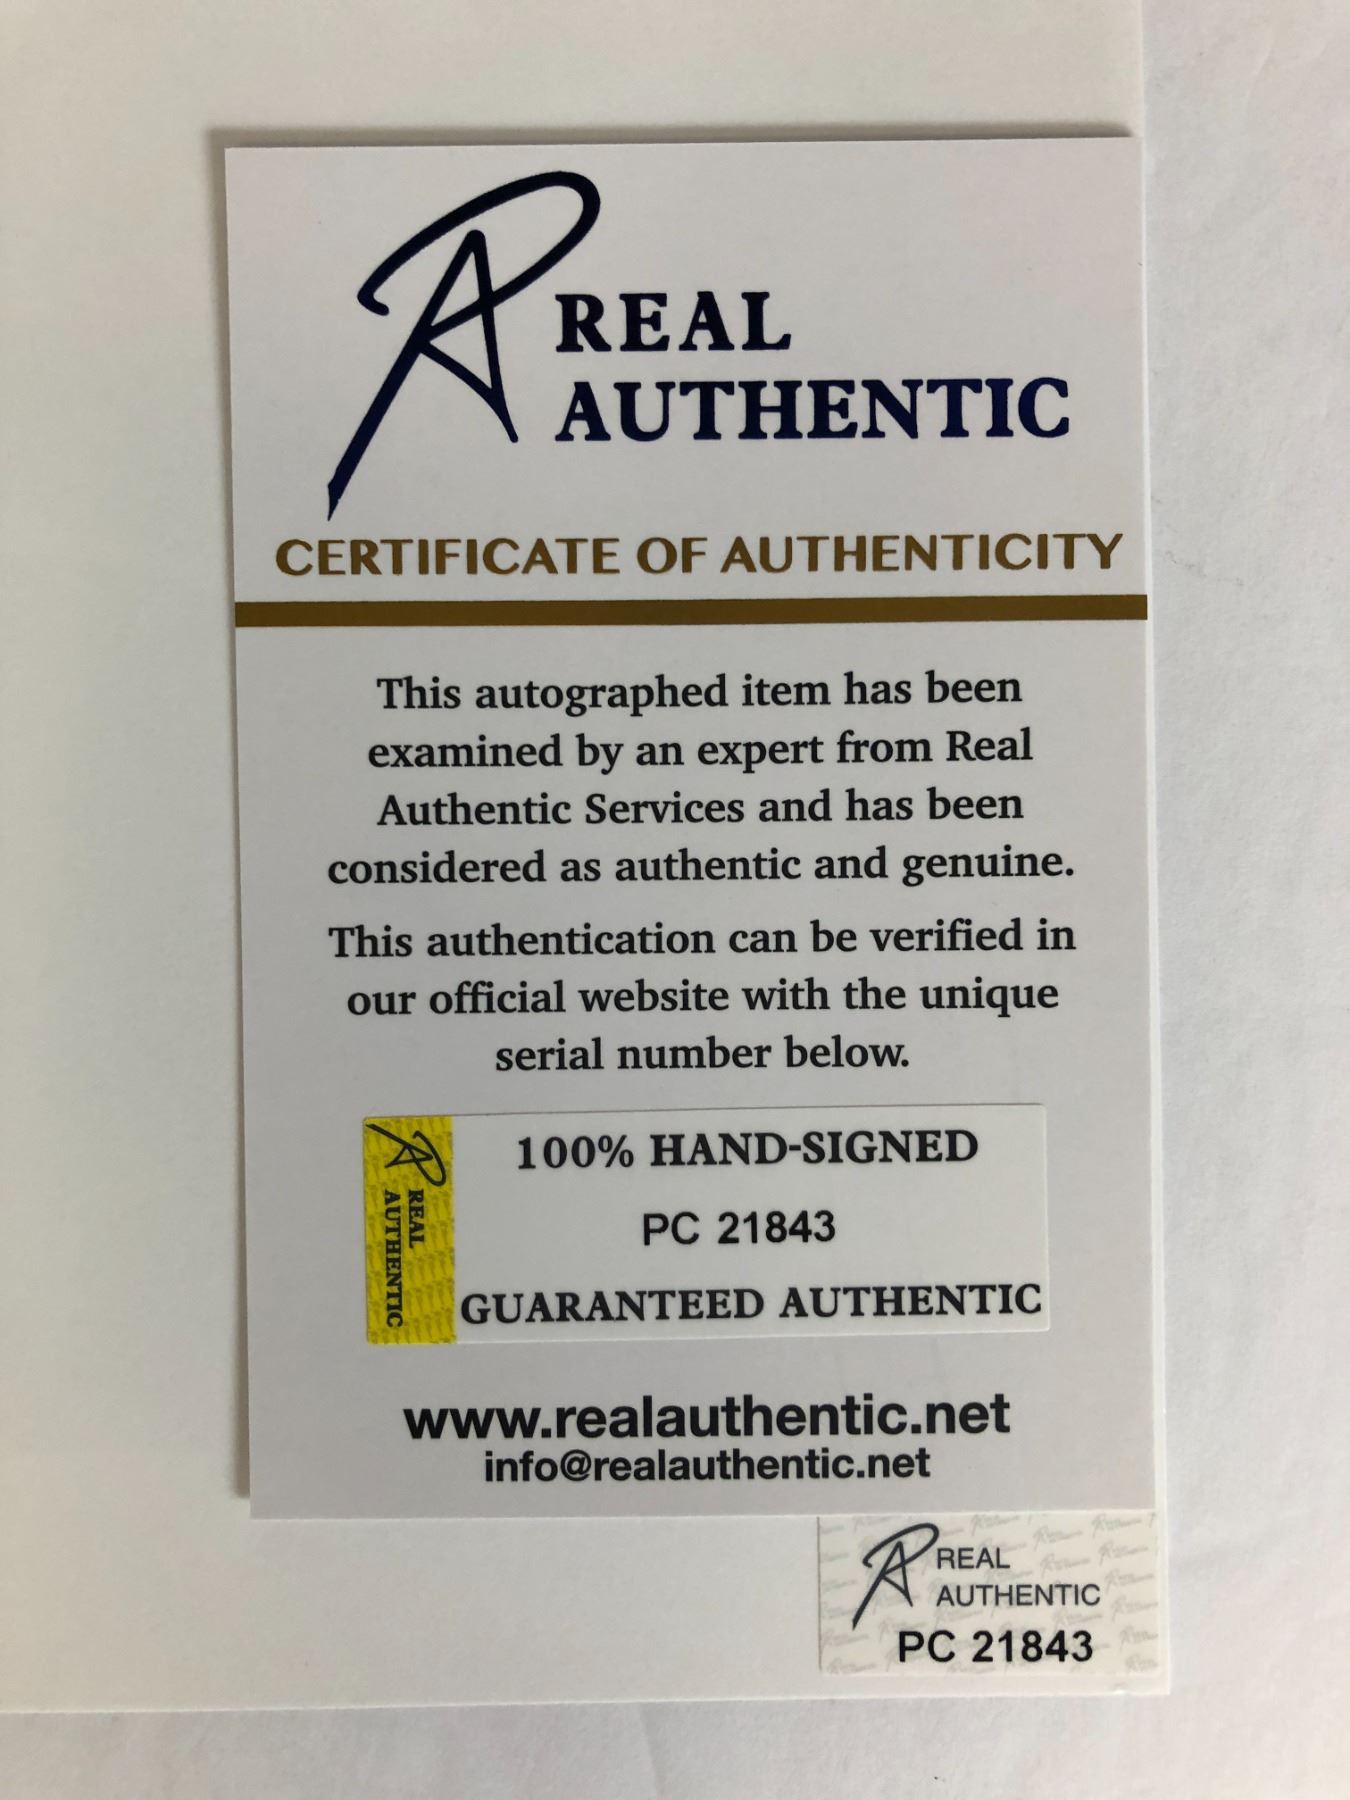 REAL
AUTHENTIC
CERTIFICATE OF AUTHENTICITY
This autographed item has been
examined by an expert from Real
Authentic Services and has been
considered as authentic and genuine.
This authentication can be verified in
our official website with the unique
serial number below.
REAL
AUTHENTIC
100% HAND-SIGNED
PC 21843
GUARANTEED AUTHENTIC
www.realauthentic.net
info@realauthentic.net
REAL
AUTHENTIC
PC 21843